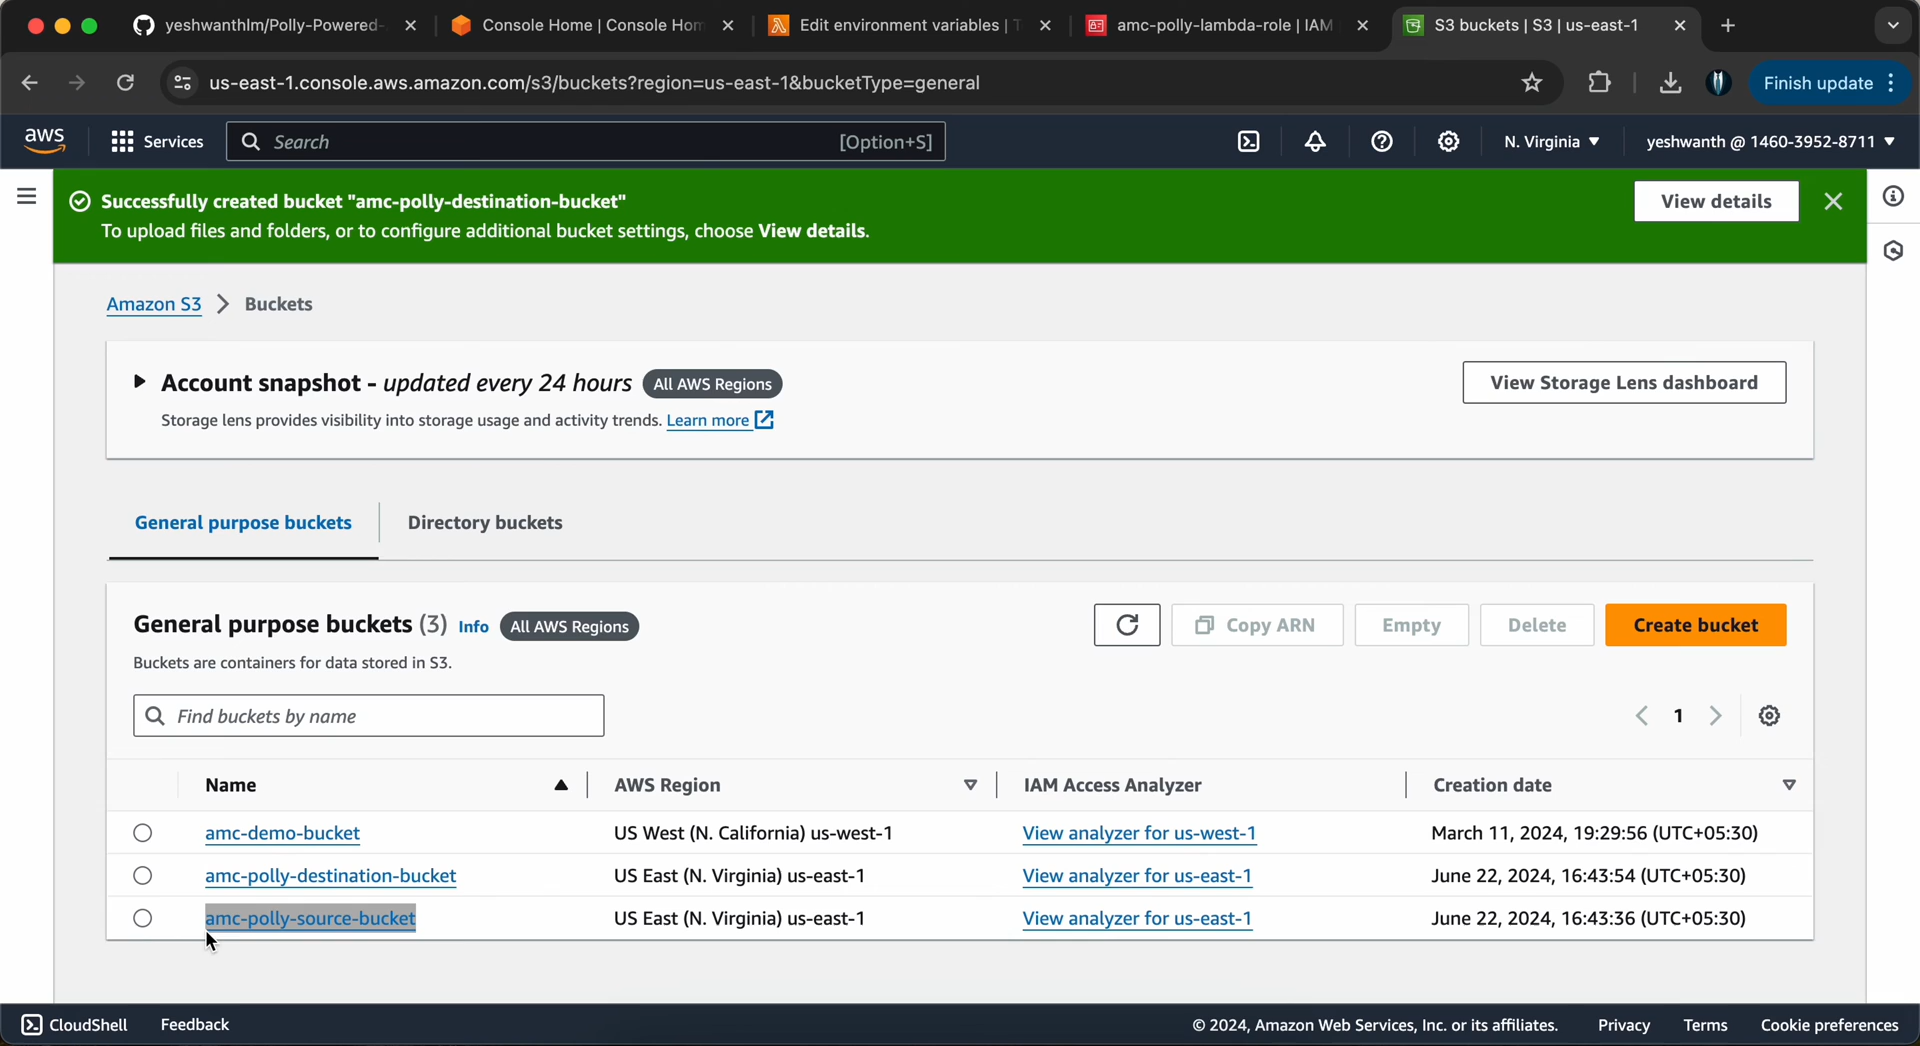 yeshwanthlm/Polly-Powered-
Console Home | Console Hom
Edit environment variables | T
amc-polly-lambda-role | IAM
S3 buckets | S3 | us-east-1
us-east-1.console.aws.amazon.com/s3/buckets?region=us-east-1&bucketType=general
Finish update
aws
Services
Search
[Option+S]
N. Virginia
yeshwanth @ 1460-3952-8711
Successfully created bucket "amc-polly-destination-bucket"
To upload files and folders, or to configure additional bucket settings, choose View details.
View details
Amazon S3 > Buckets
Account snapshot - updated every 24 hours
All AWS Regions
Storage lens provides visibility into storage usage and activity trends. Learn more
View Storage Lens dashboard
General purpose buckets
Directory buckets
General purpose buckets (3) Info
All AWS Regions
Buckets are containers for data stored in S3.
Copy ARN
Empty
Delete
Create bucket
Find buckets by name
1
Name
AWS Region
IAM Access Analyzer
Creation date
amc-demo-bucket
US West (N. California) us-west-1
View analyzer for us-west-1
March 11, 2024, 19:29:56 (UTC+05:30)
amc-polly-destination-bucket
US East (N. Virginia) us-east-1
View analyzer for us-east-1
June 22, 2024, 16:43:54 (UTC+05:30)
amc-polly-source-bucket
US East (N. Virginia) us-east-1
View analyzer for us-east-1
June 22, 2024, 16:43:36 (UTC+05:30)
CloudShell
Feedback
© 2024, Amazon Web Services, Inc. or its affiliates.
Privacy
Terms
Cookie preferences